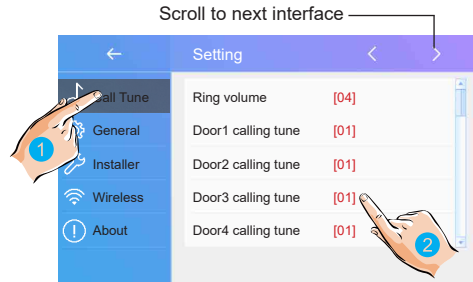 Scroll to next interface
Setting
Call Tune
General
Installer
Wireless
About
Ring volume [04]
Door1 calling tune [01]
Door2 calling tune [01]
Door3 calling tune [01]
Door4 calling tune [01]
1
2